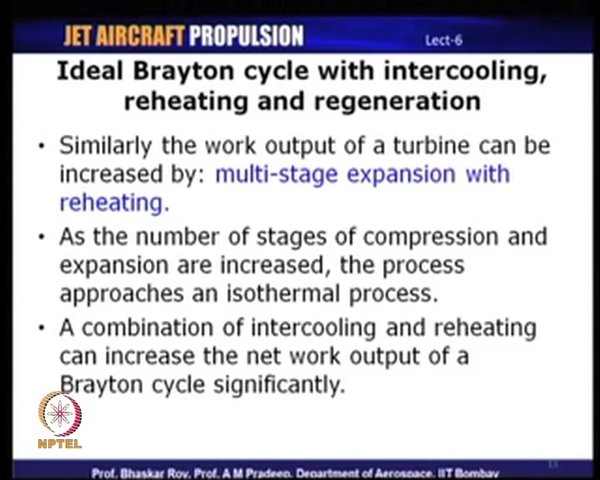 JET AIRCRAFT PROPULSION
Lect-6
Ideal Brayton cycle with intercooling,
reheating and regeneration
• Similarly the work output of a turbine can be
increased by: multi-stage expansion with
reheating.
• As the number of stages of compression and
expansion are increased, the process
approaches an isothermal process.
• A combination of intercooling and reheating
can increase the net work output of a
Brayton cycle significantly.
NPTEL
Prof. Bhaskar Roy, Prof. A M Pradeep, Department of Aerospace, IIT Bombay